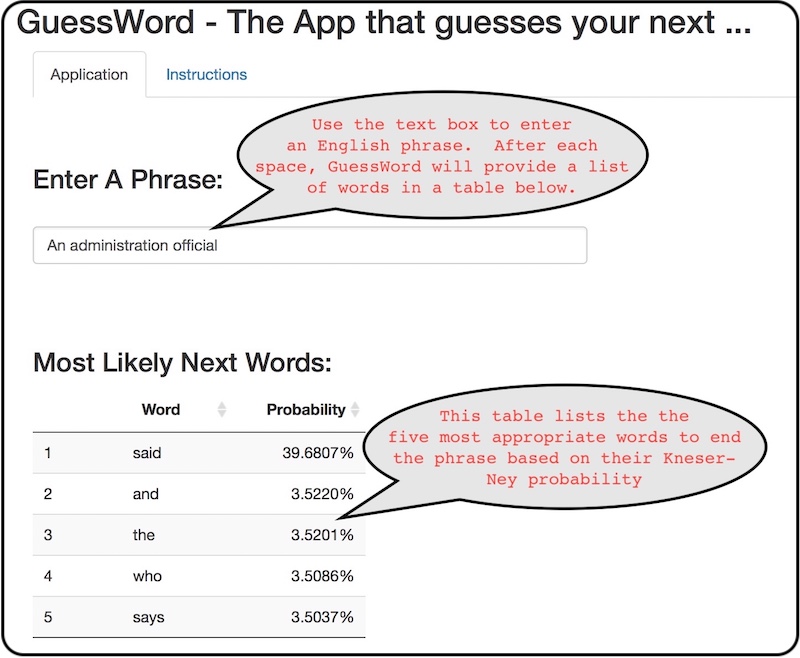 GuessWord - The App that guesses your next ...
Application Instructions
Use the text box to enter
an English phrase. After each
space, GuessWord will provide a list
of words in a table below.
Enter A Phrase:
An administration official
Most Likely Next Words:
Word Probability
1 said 39.6807%
2 and 3.5220%
3 the 3.5201%
4 who 3.5086%
5 says 3.5037%
This table lists the the
five most appropriate words to end
the phrase based on their Kneser-
Ney probability